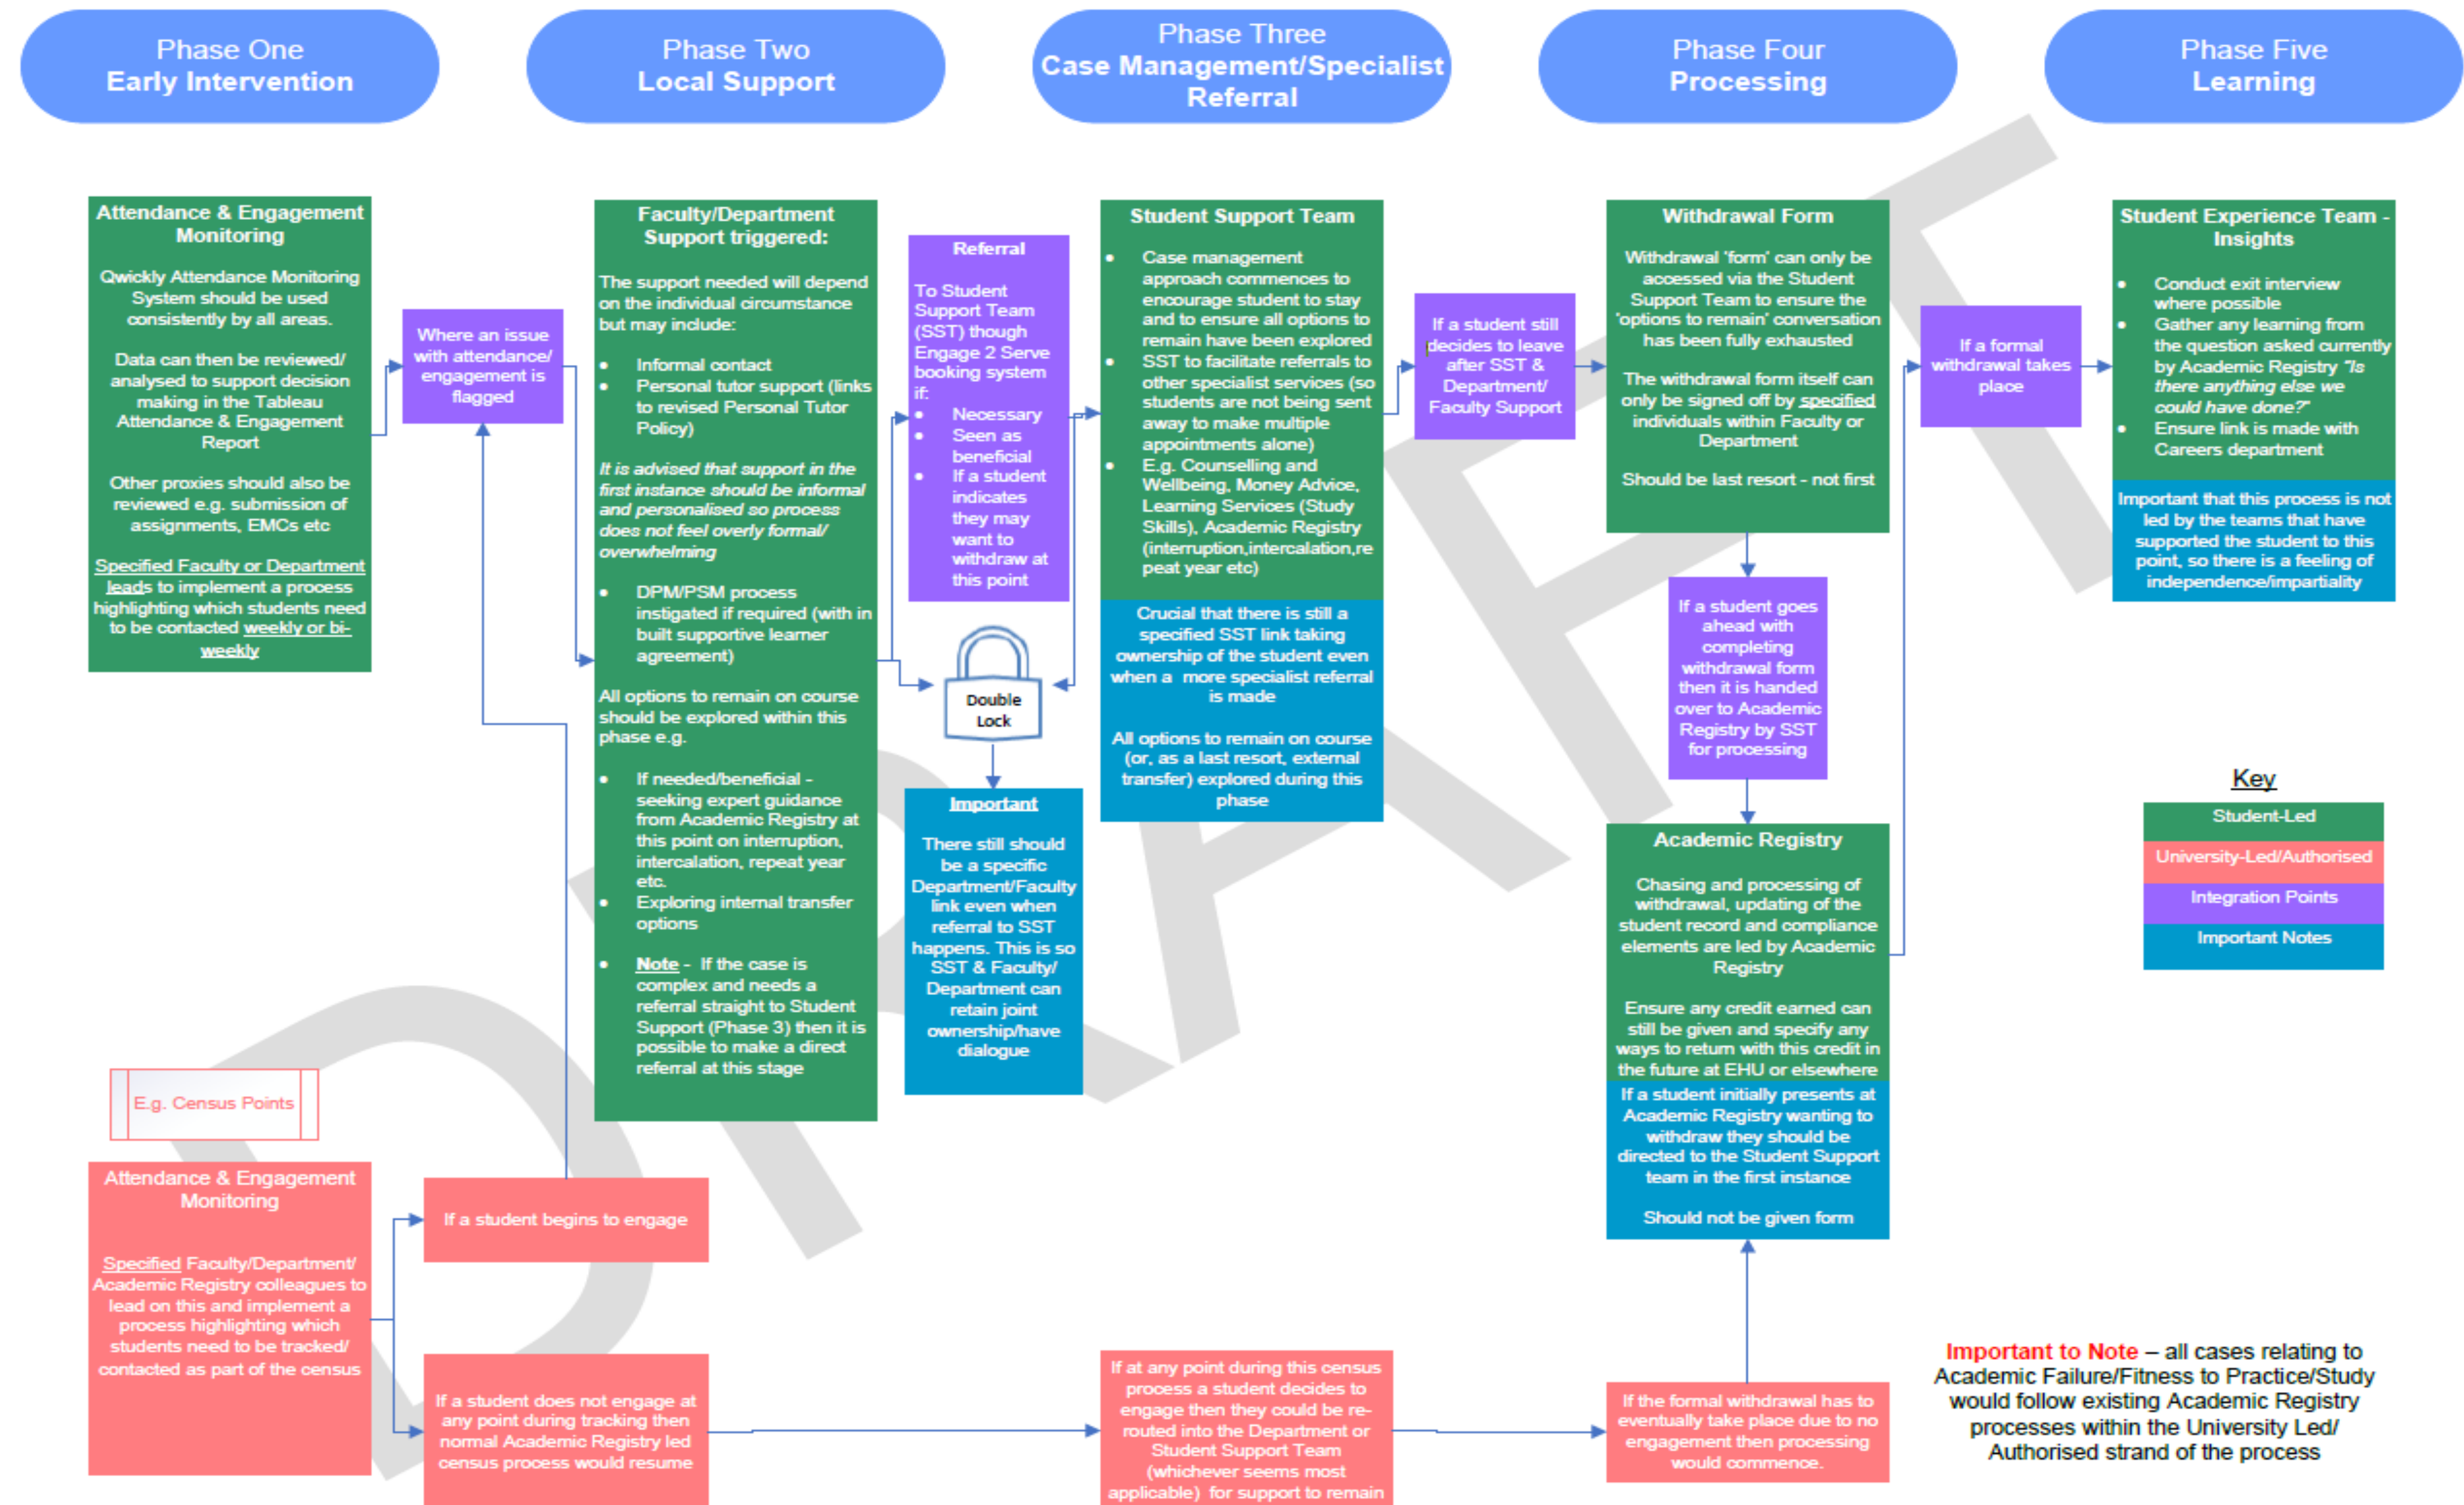 Phase One
Early Intervention
Phase Two
Local Support
Phase Three
Case Management/Specialist
Referral
Phase Four
Processing
Phase Five
Learning
Attendance & Engagement
Monitoring
Qwickly Attendance Monitoring
System should be used
consistently by all areas.
Data can then be reviewed/
analysed to support decision
making in the Tableau
Attendance & Engagement
Report
Other proxies should also be
reviewed e.g. submission of
assignments, EMCs etc
Specified Faculty or Department
leads to implement a process
highlighting which students need
to be contacted weekly or bi-
weekly
Where an issue
with attendance/
engagement is
flagged
Faculty/Department
Support triggered:
The support needed will depend
on the individual circumstance
but may include:
• Informal contact
• Personal tutor support (links
to revised Personal Tutor
Policy)
It is advised that support in the
first instance should be informal
and personalised so process
does not feel overly formal/
overwhelming
• DPM/PSM process
instigated if required (with in
built supportive learner
agreement)
All options to remain on course
should be explored within this
phase e.g.
• If needed/beneficial -
seeking expert guidance
from Academic Registry at
this point on interruption,
intercalation, repeat year
etc.
• Exploring internal transfer
options
• Note - If the case is
complex and needs a
referral straight to Student
Support (Phase 3) then it is
possible to make a direct
referral at this stage
Referral
To Student
Support Team
(SST) though
Engage 2 Serve
booking system
if:
• Necessary
• Seen as
beneficial
• If a student
indicates
they may
want to
withdraw at
this point
Double
Lock
Important
There still should
be a specific
Department/Faculty
link even when
referral to SST
happens. This is so
SST & Faculty/
Department can
retain joint
ownership/have
dialogue
Student Support Team
• Case management
approach commences to
encourage student to stay
and to ensure all options to
remain have been explored
• SST to facilitate referrals to
other specialist services (so
students are not being sent
away to make multiple
appointments alone)
• E.g. Counselling and
Wellbeing, Money Advice,
Learning Services (Study
Skills), Academic Registry
(interruption,intercalation,re
peat year etc)
Crucial that there is still a
specified SST link taking
ownership of the student even
when a more specialist referral
is made
All options to remain on course
(or, as a last resort, external
transfer) explored during this
phase
If a student still
decides to leave
after SST &
Department/
Faculty Support
Withdrawal Form
Withdrawal 'form' can only be
accessed via the Student
Support Team to ensure the
'options to remain' conversation
has been fully exhausted
The withdrawal form itself can
only be signed off by specified
individuals within Faculty or
Department
Should be last resort - not first
If a student goes
ahead with
completing
withdrawal form
then it is handed
over to Academic
Registry by SST
for processing
Academic Registry
Chasing and processing of
withdrawal, updating of the
student record and compliance
elements are led by Academic
Registry
Ensure any credit earned can
still be given and specify any
ways to return with this credit in
the future at EHU or elsewhere
If a student initially presents at
Academic Registry wanting to
withdraw they should be
directed to the Student Support
team in the first instance
Should not be given form
If a formal
withdrawal takes
place
Student Experience Team -
Insights
• Conduct exit interview
where possible
• Gather any learning from
the question asked currently
by Academic Registry "Is
there anything else we
could have done?"
• Ensure link is made with
Careers department
Important that this process is not
led by the teams that have
supported the student to this
point, so there is a feeling of
independence/impartiality
Key
Student-Led
University-Led/Authorised
Integration Points
Important Notes
E.g. Census Points
Attendance & Engagement
Monitoring
Specified Faculty/Department/
Academic Registry colleagues to
lead on this and implement a
process highlighting which
students need to be tracked/
contacted as part of the census
If a student begins to engage
If a student does not engage at
any point during tracking then
normal Academic Registry led
census process would resume
If at any point during this census
process a student decides to
engage then they could be re-
routed into the Department or
Student Support Team
(whichever seems most
applicable) for support to remain
If the formal withdrawal has to
eventually take place due to no
engagement then processing
would commence.
Important to Note – all cases relating to
Academic Failure/Fitness to Practice/Study
would follow existing Academic Registry
processes within the University Led/
Authorised strand of the process
DRAFT